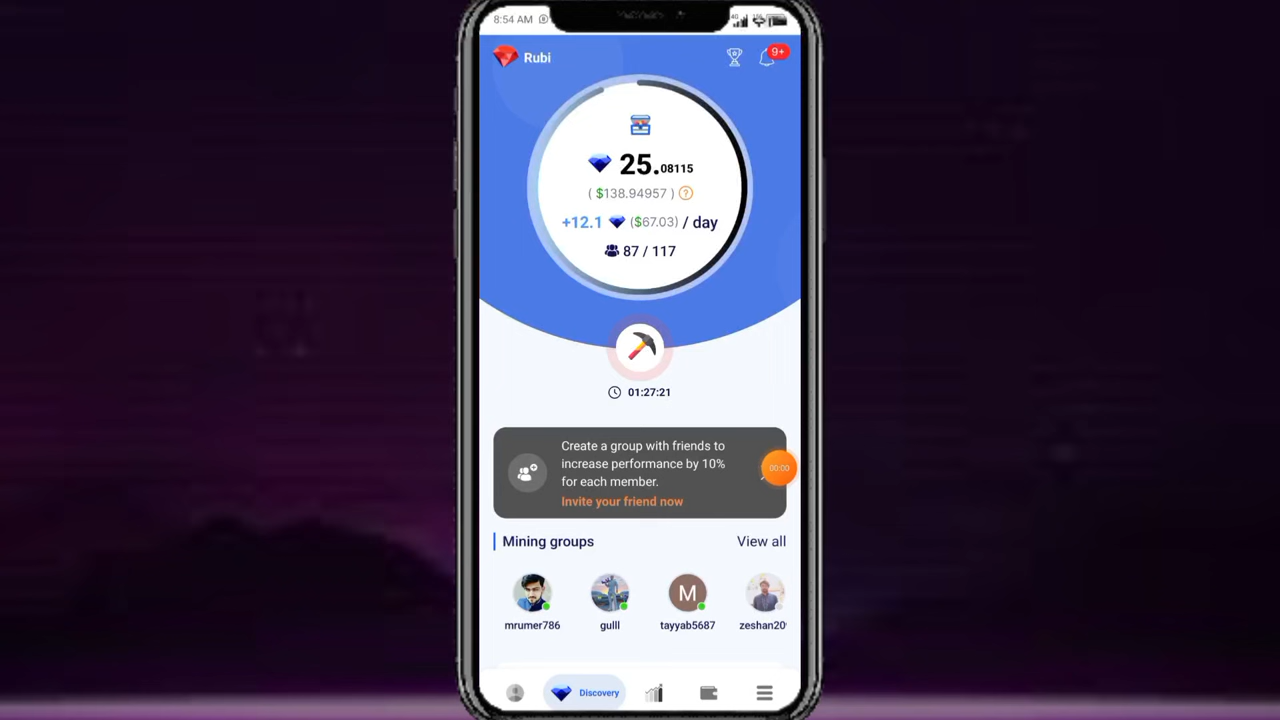 8:54 AM
Rubi
9+
25.08115
( $138.94957 ) ?
+12.1 ($67.03) / day
87 / 117
01:27:21
Create a group with friends to
increase performance by 10%
for each member.
Invite your friend now
00:00
Mining groups
View all
M
mrumer786
gulll
tayyab5687
zeshan20
Discovery